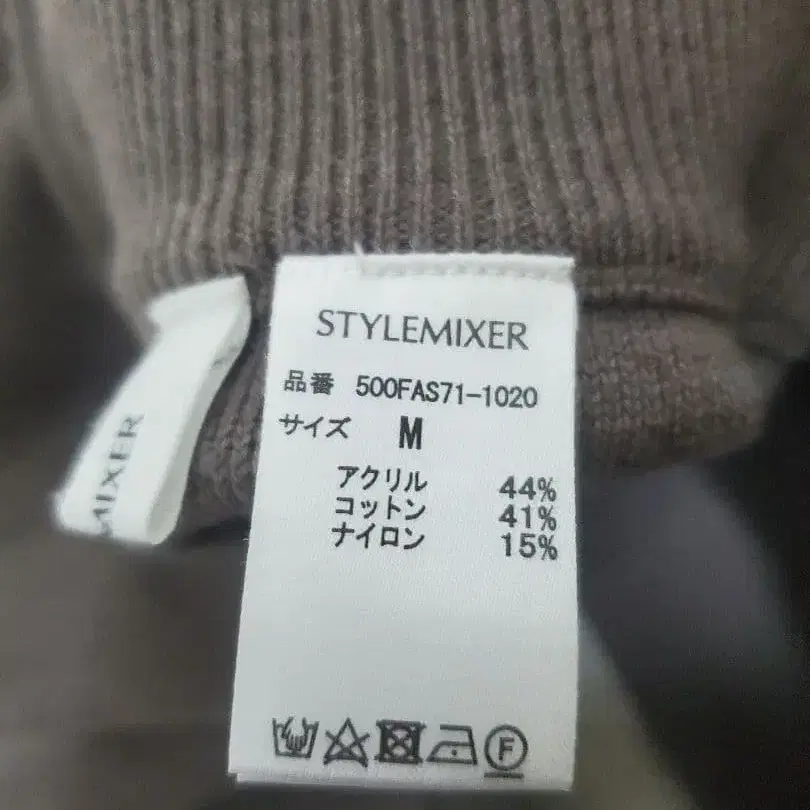 STYLEMIXER
品番 500FAS71-1020
サイズ M
アクリル 44%
コットン 41%
ナイロン 15%
F
MIXER